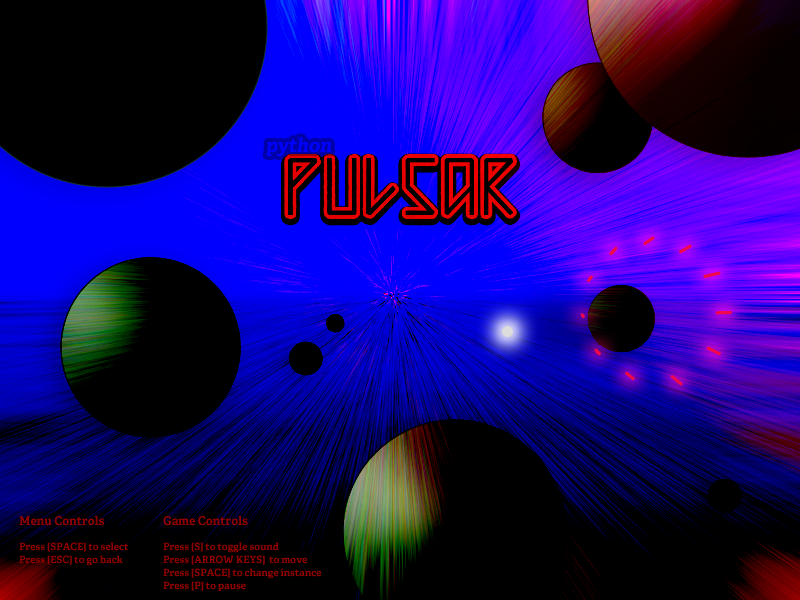 python
PULSAR
Menu Controls
Press [SPACE] to select
Press [ESC] to go back
Game Controls
Press [S] to toggle sound
Press [ARROW KEYS] to move
Press [SPACE] to change instance
Press [P] to pause